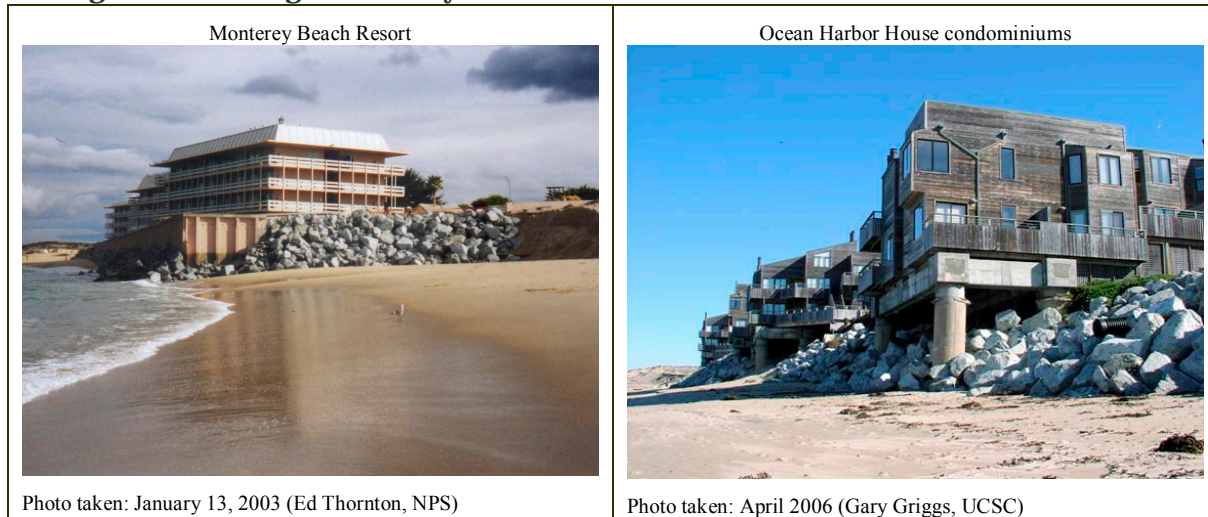 Monterey Beach Resort
Ocean Harbor House condominiums
Photo taken: January 13, 2003 (Ed Thornton, NPS)
Photo taken: April 2006 (Gary Griggs, UCSC)